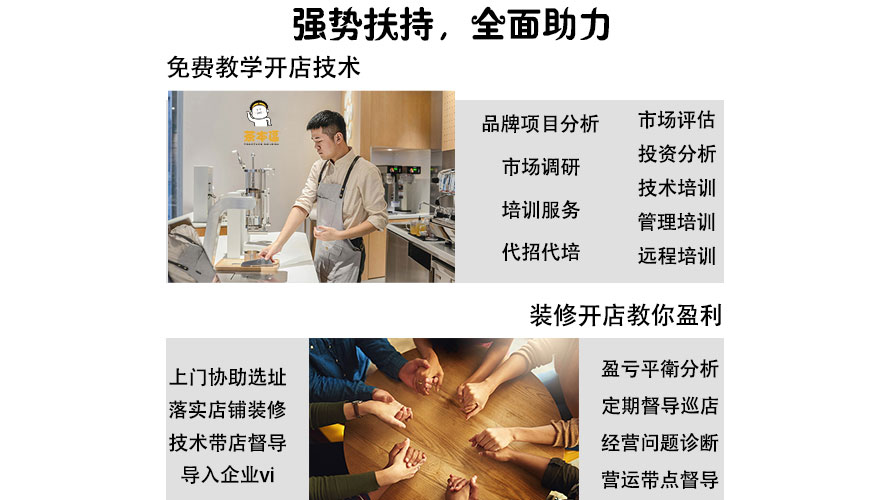 强势扶持，全面助力
免费教学开店技术
品牌项目分析
市场调研
培训服务
代招代培
市场评估
投资分析
技术培训
管理培训
远程培训
装修开店教你盈利
上门协助选址
落实店铺装修
技术带店督导
导入企业vi
盈亏平衡分析
定期督导巡店
经营问题诊断
营运带点督导